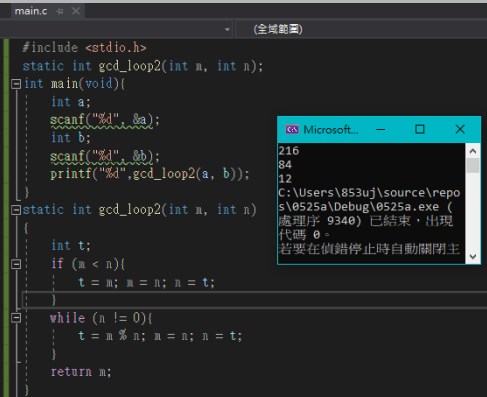 main.c
(全域範圍)
#include <stdio.h>
static int gcd_loop2(int m, int n);
int main(void){
int a;
scanf("%d", &a);
int b;
scanf("%d", &b);
printf("%d",gcd_loop2(a, b));
}
static int gcd_loop2(int m, int n)
{
int t;
if (m < n){
t = m; m = n; n = t;
}
while (n != 0){
t = m % n; m = n; n = t;
}
return m;
}
Microsoft...
216
84
12
C:\Users\853uj\source\repo
s\0525a\Debug\0525a.exe (
處理序 9340) 已結束，出現
代碼 0。
若要在偵錯停止時自動關閉主